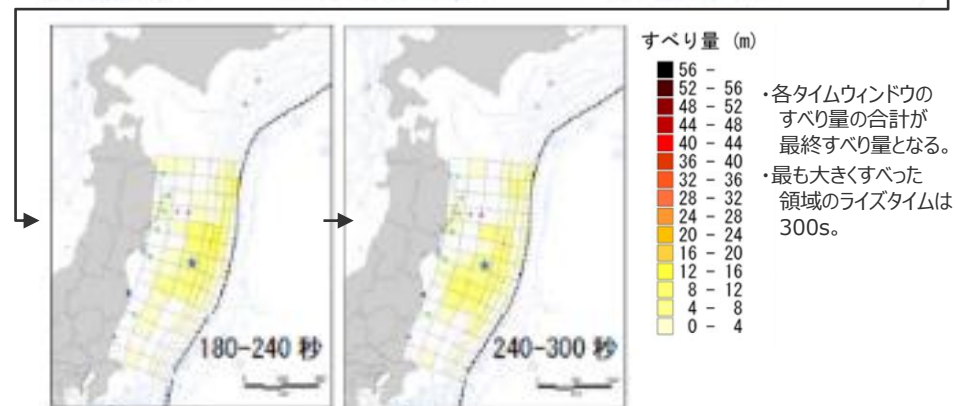 すべり量 (m)
56 -
52 - 56
48 - 52
44 - 48
40 - 44
36 - 40
32 - 36
28 - 32
24 - 28
20 - 24
16 - 20
12 - 16
8 - 12
4 - 8
0 - 4
・各タイムウィンドウの
すべり量の合計が
最終すべり量となる。
・最も大きくすべった
領域のライズタイムは
300s。
180-240 秒
240-300 秒